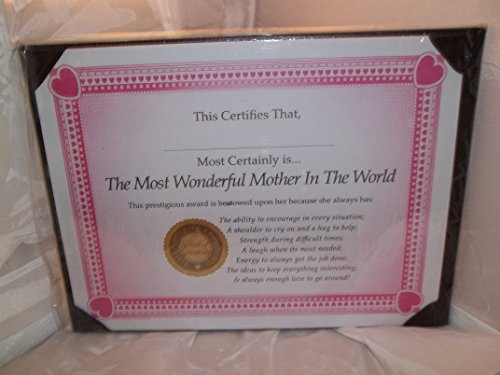 This Certifies That,
Most Certainly is...
The Most Wonderful Mother In The World
This prestigious award is bestowed upon her because she always has:
The ability to encourage in every situation;
A shoulder to cry on and a hug to help;
Strength during difficult times;
A laugh when its most needed,
Energy to always get the job done;
The ideas to keep everything interesting,
& always enough love to go around!